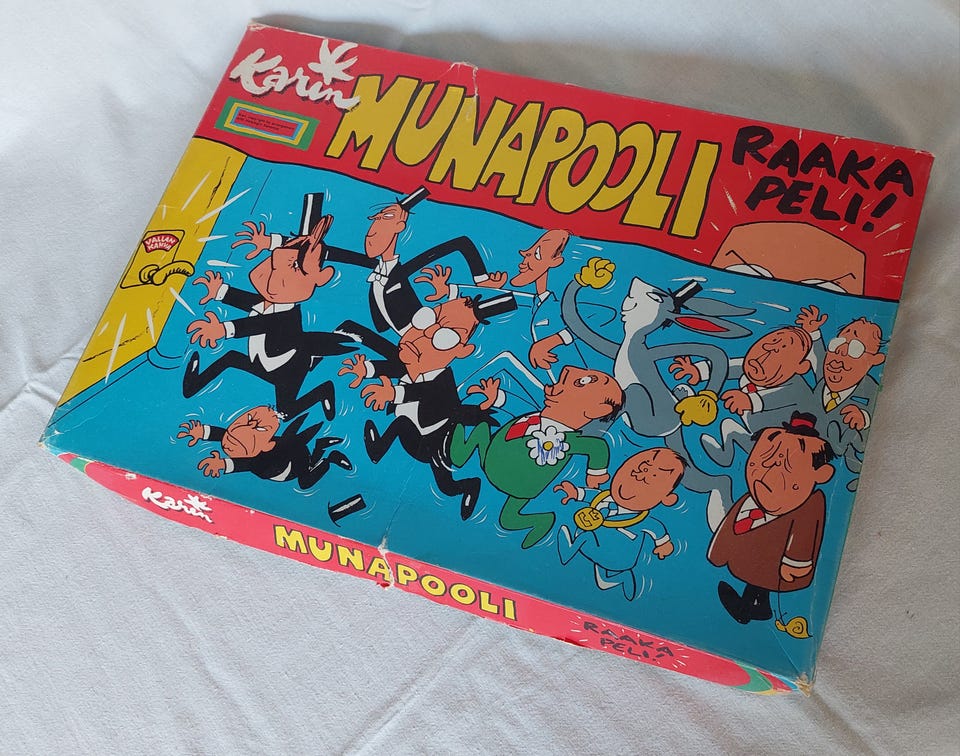 Karin
MUNAPOOLI
RAAKA
PELI!
VALLAN
KAHVA
Karin
MUNAPOOLI
RAAKA
PELI!